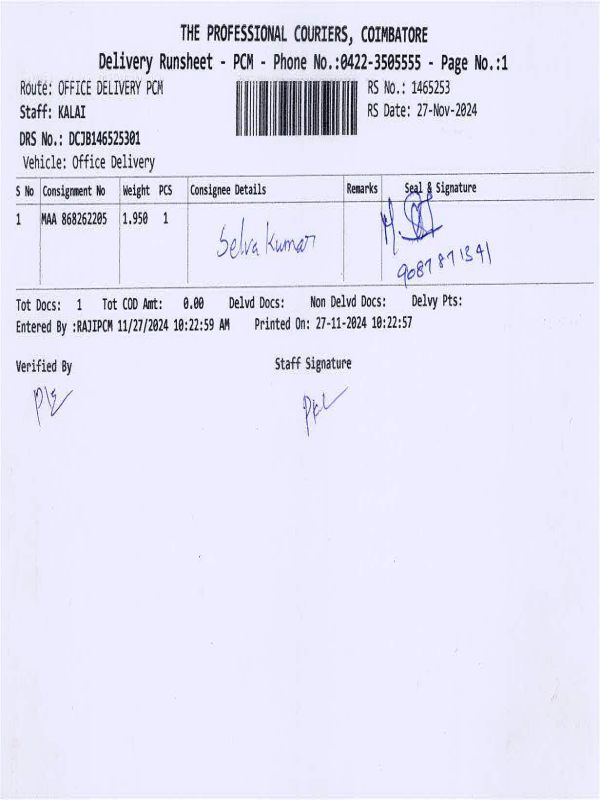 THE PROFESSIONAL COURIERS, COIMBATORE
Delivery Runsheet - PCM - Phone No.:0422-3505555 - Page No.:1
Route: OFFICE DELIVERY PCM RS No.: 1465253
Staff: KALAI RS Date: 27-Nov-2024
DRS No.: DCJB146525301
Vehicle: Office Delivery
S No Consignment No Weight PCS Consignee Details Remarks Seal & Signature
1 MAA 868262205 1.950 1
Selva Kumar
9087871341
Tot Docs: 1 Tot COD Amt: 0.00 Delvd Docs: Non Delvd Docs: Delvy Pts:
Entered By :RAJIPCM 11/27/2024 10:22:59 AM Printed On: 27-11-2024 10:22:57
Verified By Staff Signature